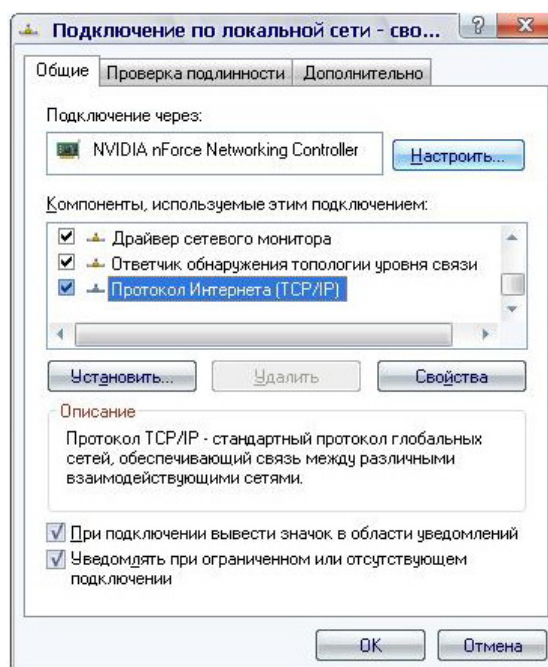 Подключение по локальной сети - сво...
Общие Проверка подлинности Дополнительно
Подключение через:
NVIDIA nForce Networking Controller
Настроить...
Компоненты, используемые этим подключением:
Драйвер сетевого монитора
Ответчик обнаружения топологии уровня связи
Протокол Интернета (TCP/IP)
Установить... Удалить Свойства
Описание
Протокол TCP/IP - стандартный протокол глобальных
сетей, обеспечивающий связь между различными
взаимодействующими сетями.
При подключении вывести значок в области уведомлений
Уведомлять при ограниченном или отсутствующем
подключении
OK Отмена